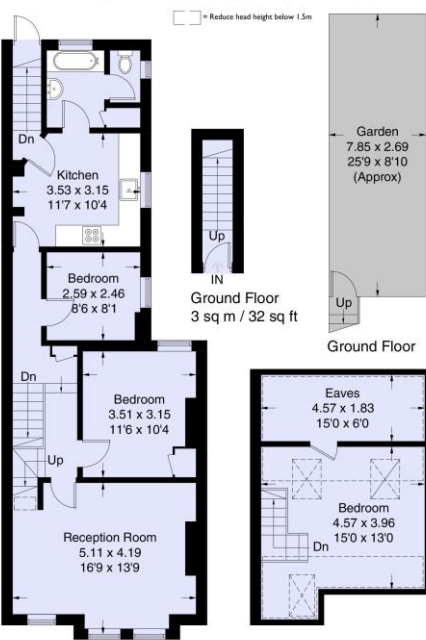 = Reduce head height below 1.5m
Dn
Kitchen
3.53 x 3.15
11'7 x 10'4
Bedroom
2.59 x 2.46
8'6 x 8'1
Dn
Bedroom
3.51 x 3.15
11'6 x 10'4
Up
Reception Room
5.11 x 4.19
16'9 x 13'9
Up
IN
Ground Floor
3 sq m / 32 sq ft
Garden
7.85 x 2.69
25'9 x 8'10
(Approx)
Up
Ground Floor
Eaves
4.57 x 1.83
15'0 x 6'0
Bedroom
4.57 x 3.96
15'0 x 13'0
Dn